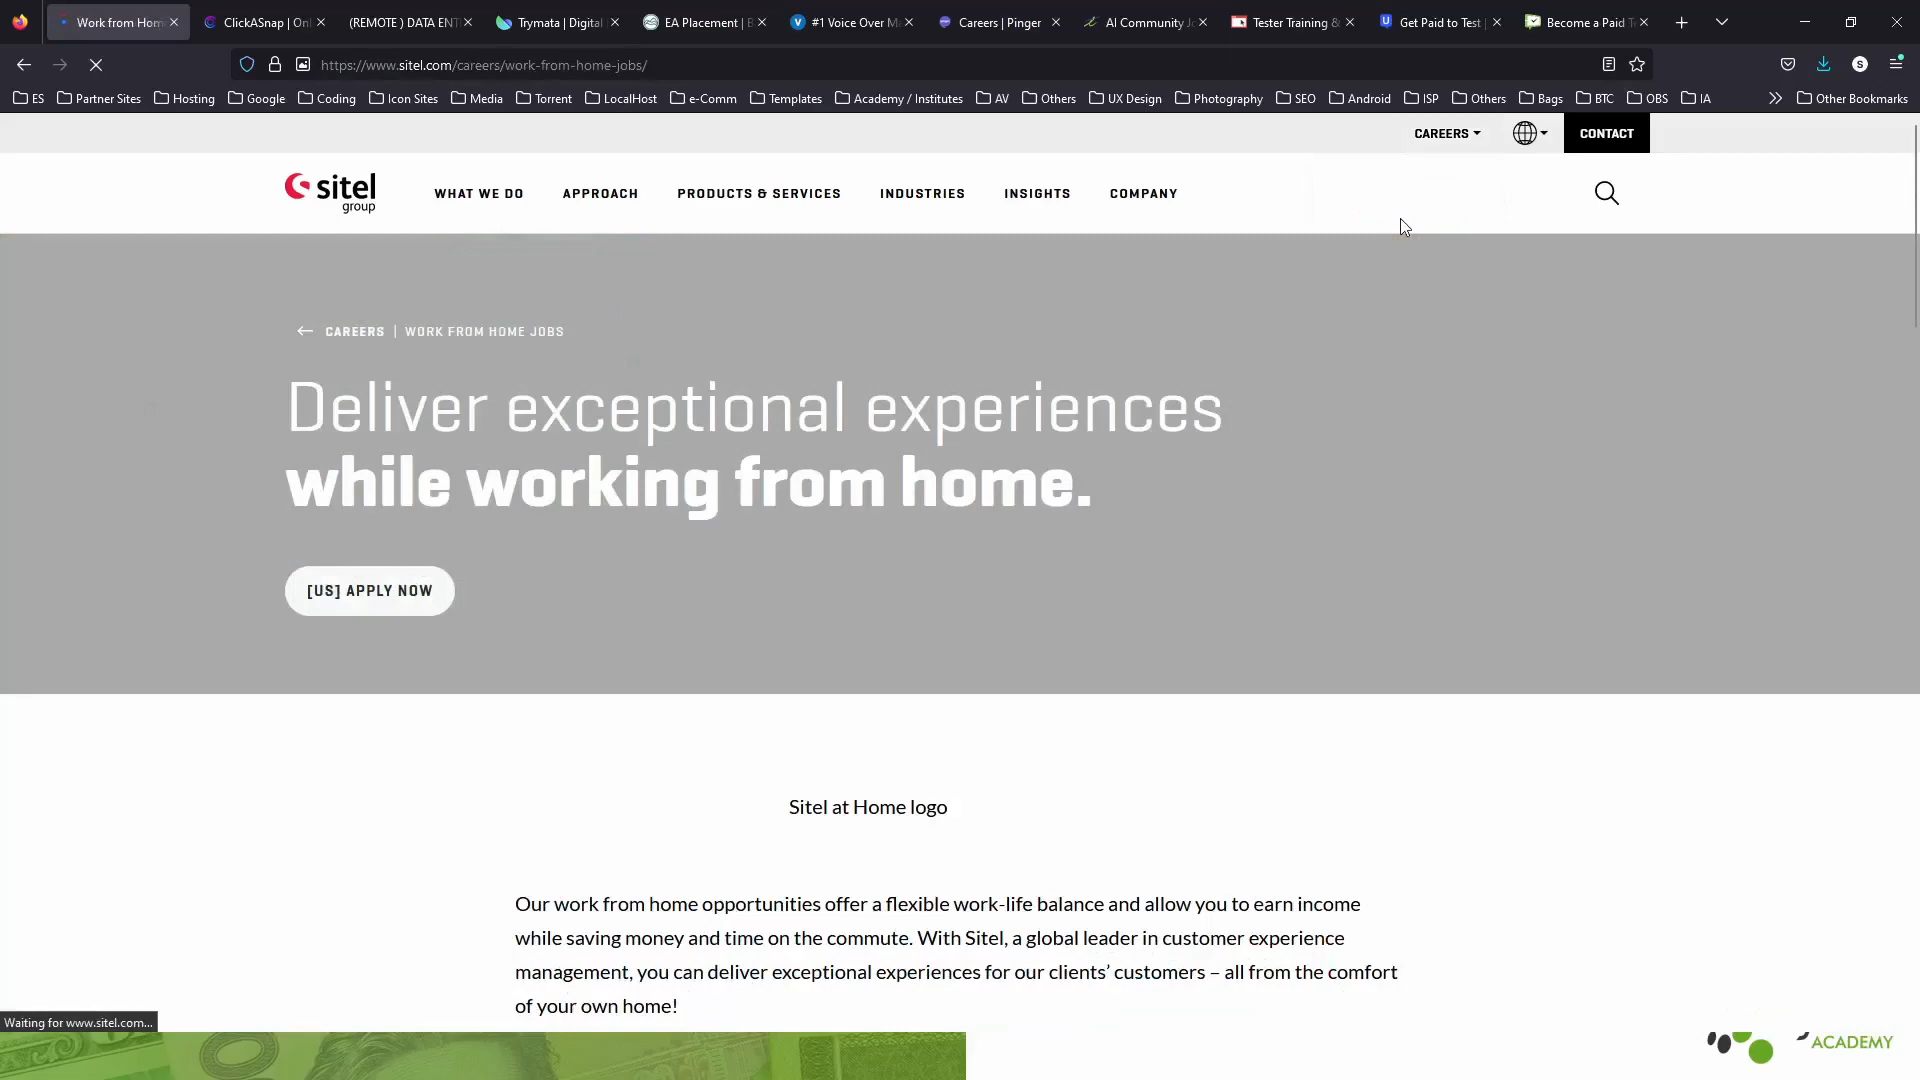 Work from Hom
ClickASnap | Onl
(REMOTE ) DATA ENT
Trymata | Digital
EA Placement | B
#1 Voice Over Ma
Careers | Pinger
AI Community Jo
Tester Training &
Get Paid to Test |
Become a Paid Te
https://www.sitel.com/careers/work-from-home-jobs/
S
ES
Partner Sites
Hosting
Google
Coding
Icon Sites
Media
Torrent
LocalHost
e-Comm
Templates
Academy / Institutes
AV
Others
UX Design
Photography
SEO
Android
ISP
Others
Bags
BTC
OBS
IA
Other Bookmarks
CAREERS
CONTACT
sitel
group
WHAT WE DO
APPROACH
PRODUCTS & SERVICES
INDUSTRIES
INSIGHTS
COMPANY
CAREERS | WORK FROM HOME JOBS
Deliver exceptional experiences
while working from home.
[US] APPLY NOW
Sitel at Home logo
Our work from home opportunities offer a flexible work-life balance and allow you to earn income
while saving money and time on the commute. With Sitel, a global leader in customer experience
management, you can deliver exceptional experiences for our clients’ customers – all from the comfort
of your own home!
Waiting for www.sitel.com...
ACADEMY